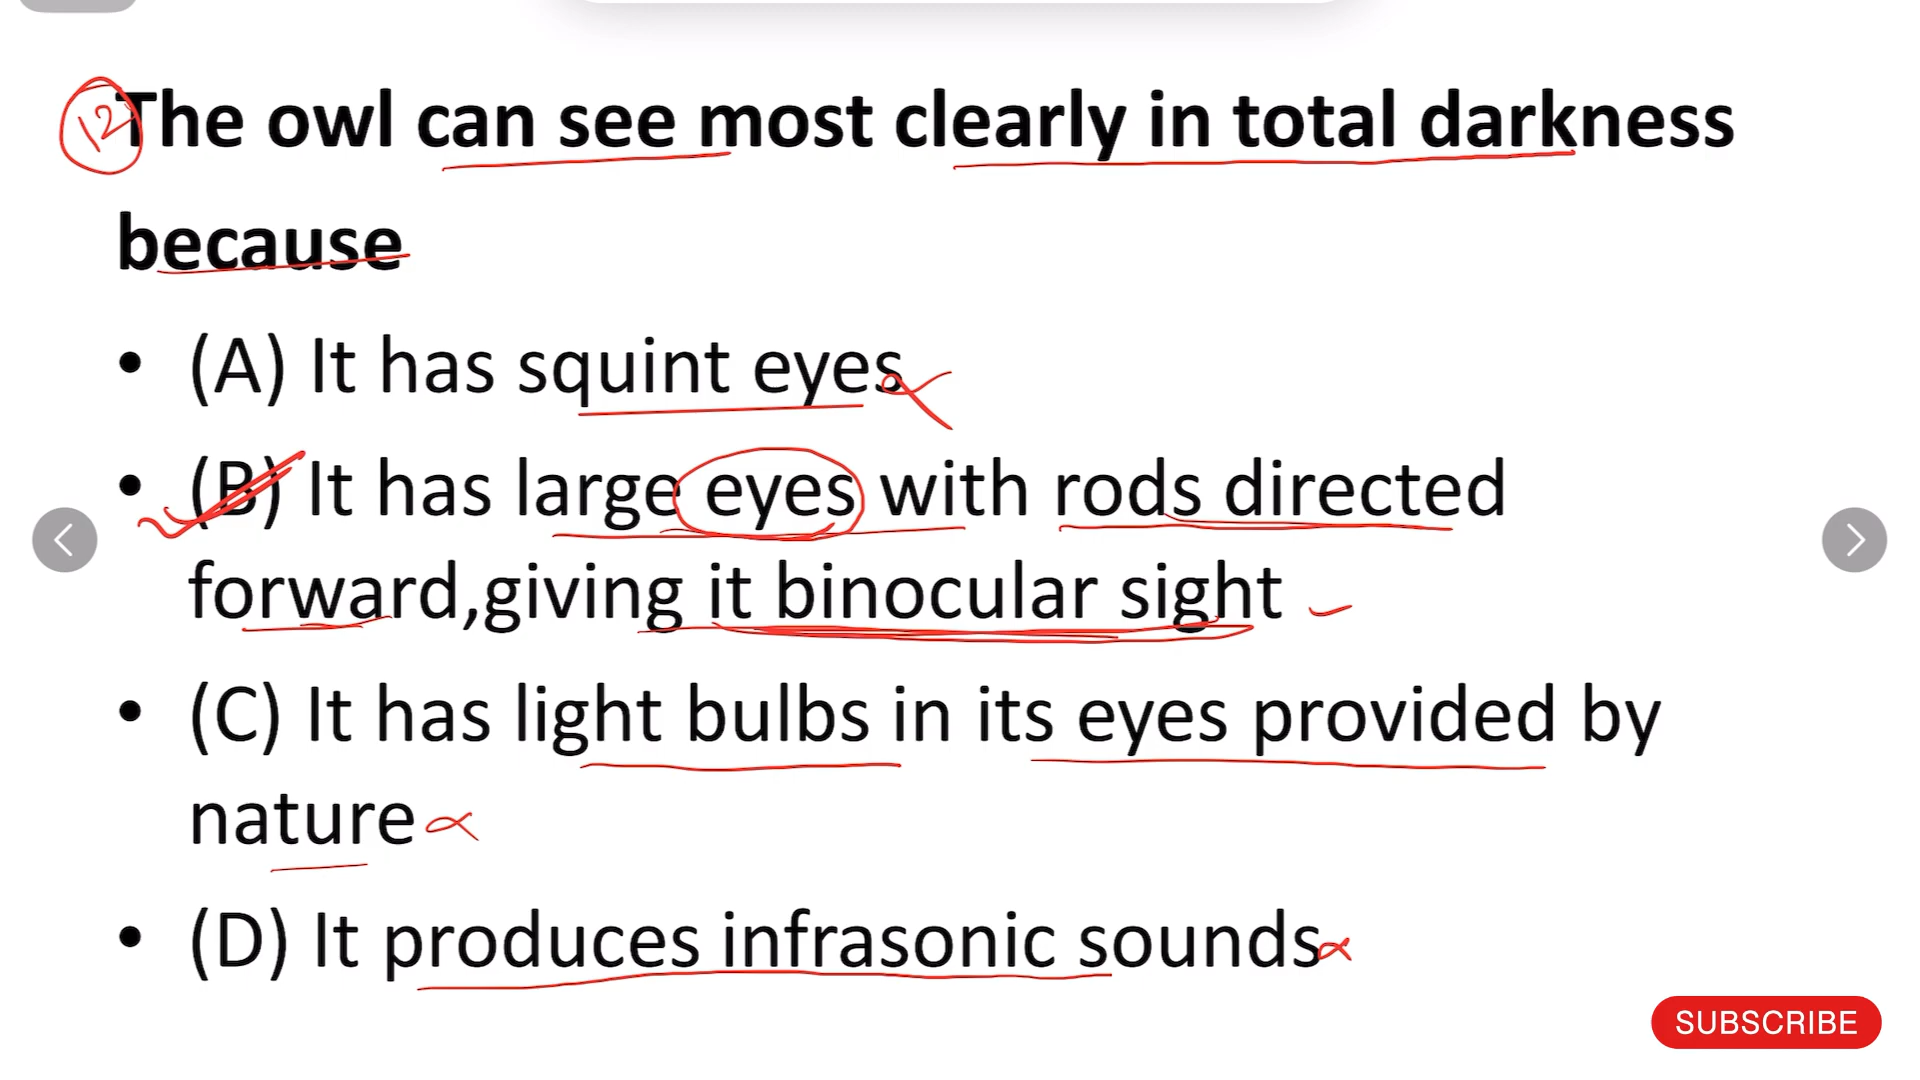 12 The owl can see most clearly in total darkness
because
• (A) It has squint eyes
• (B) It has large eyes with rods directed
forward,giving it binocular sight
• (C) It has light bulbs in its eyes provided by
nature
• (D) It produces infrasonic sounds
SUBSCRIBE